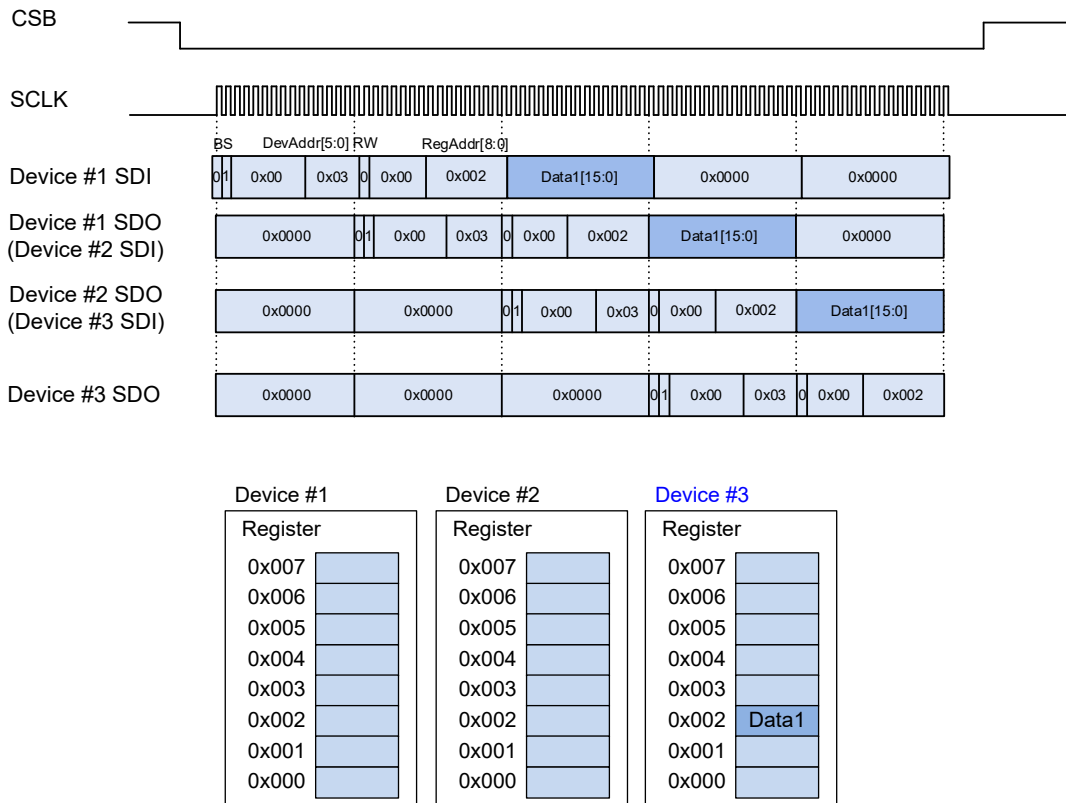 CSB
SCLK
BS DevAddr[5:0] RW RegAddr[8:0]
Device #1 SDI 0 1 0x00 0x03 0 0x00 0x002 Data1[15:0] 0x0000 0x0000
Device #1 SDO
(Device #2 SDI)
0x0000 0 1 0x00 0x03 0 0x00 0x002 Data1[15:0] 0x0000
Device #2 SDO
(Device #3 SDI)
0x0000 0x0000 0 1 0x00 0x03 0 0x00 0x002 Data1[15:0]
Device #3 SDO 0x0000 0x0000 0x0000 0 1 0x00 0x03 0 0x00 0x002
Device #1
Register
0x007
0x006
0x005
0x004
0x003
0x002
0x001
0x000
Device #2
Register
0x007
0x006
0x005
0x004
0x003
0x002
0x001
0x000
Device #3
Register
0x007
0x006
0x005
0x004
0x003
0x002 Data1
0x001
0x000